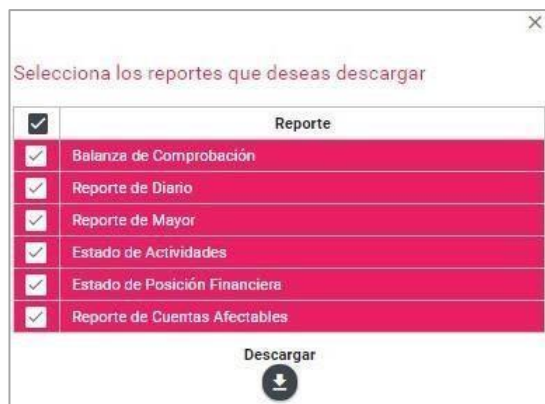 Selecciona los reportes que deseas descargar
Reporte
Balanza de Comprobación
Reporte de Diario
Reporte de Mayor
Estado de Actividades
Estado de Posición Financiera
Reporte de Cuentas Afectables
Descargar